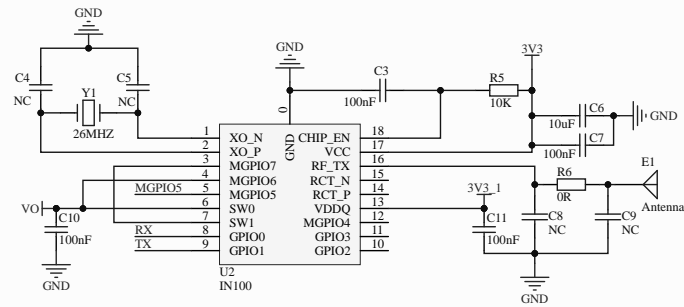 GND
C4
NC
C5
NC
Y1
26MHZ
GND
0
GND
C3
100nF
R5
10K
3V3
C6
10uF
C7
100nF
GND
1 XO_N CHIP_EN 18
2 XO_P VCC 17
3 MGPIO7 RF_TX 16
4 MGPIO6 RCT_N 15
MGPIO5 5 MGPIO5 RCT_P 14
6 SW0 VDDQ 13
7 SW1 MGPIO4 12
RX 8 GPIO0 GPIO3 11
TX 9 GPIO1 GPIO2 10
U2
IN100
VO
C10
100nF
GND
3V3_1
C11
100nF
R6
0R
C8
NC
C9
NC
E1
Antenna
GND